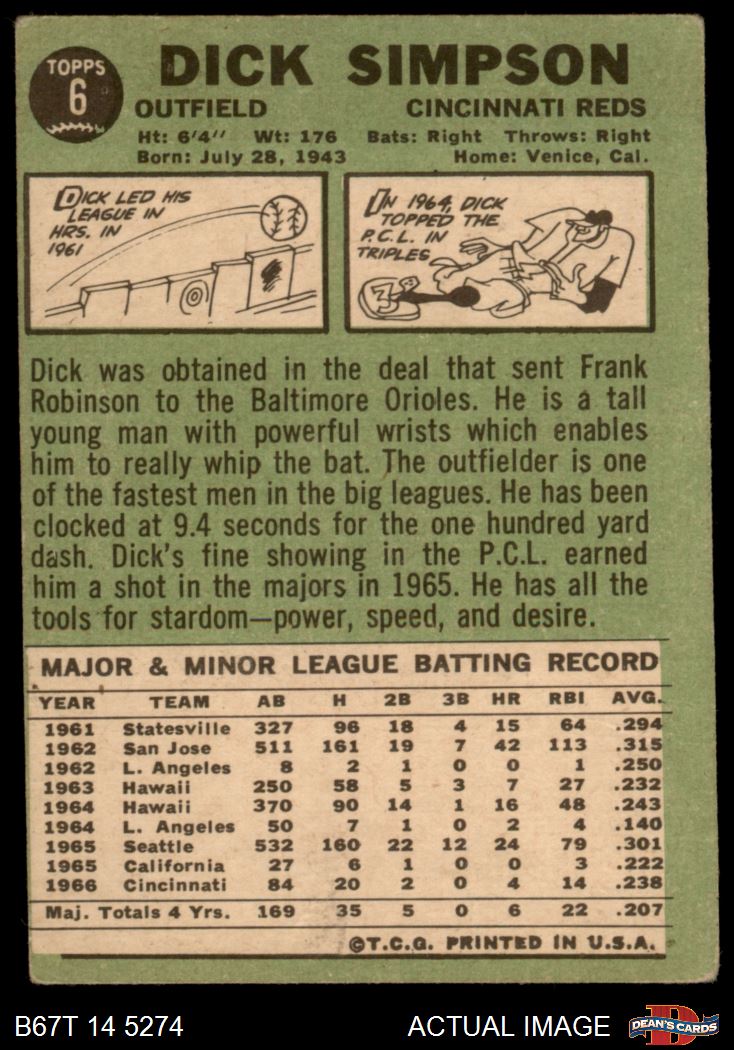 TOPPS
6
DICK SIMPSON
OUTFIELD CINCINNATI REDS
Ht: 6'4" Wt: 176 Bats: Right Throws: Right
Born: July 28, 1943 Home: Venice, Cal.
DICK LED HIS
LEAGUE IN
HRS. IN
1961
IN 1964, DICK
TOPPED THE
P.C.L. IN
TRIPLES
Dick was obtained in the deal that sent Frank
Robinson to the Baltimore Orioles. He is a tall
young man with powerful wrists which enables
him to really whip the bat. The outfielder is one
of the fastest men in the big leagues. He has been
clocked at 9.4 seconds for the one hundred yard
dash. Dick's fine showing in the P.C.L. earned
him a shot in the majors in 1965. He has all the
tools for stardom—power, speed, and desire.
MAJOR & MINOR LEAGUE BATTING RECORD
YEAR TEAM AB H 2B 3B HR RBI AVG.
1961 Statesville 327 96 18 4 15 64 .294
1962 San Jose 511 161 19 7 42 113 .315
1962 L. Angeles 8 2 1 0 0 1 .250
1963 Hawaii 250 58 5 3 7 27 .232
1964 Hawaii 370 90 14 1 16 48 .243
1964 L. Angeles 50 7 1 0 2 4 .140
1965 Seattle 532 160 22 12 24 79 .301
1965 California 27 6 1 0 0 3 .222
1966 Cincinnati 84 20 2 0 4 14 .238
Maj. Totals 4 Yrs. 169 35 5 0 6 22 .207
©T.C.G. PRINTED IN U.S.A.
B67T 14 5274 ACTUAL IMAGE
D
DEAN'S CARDS